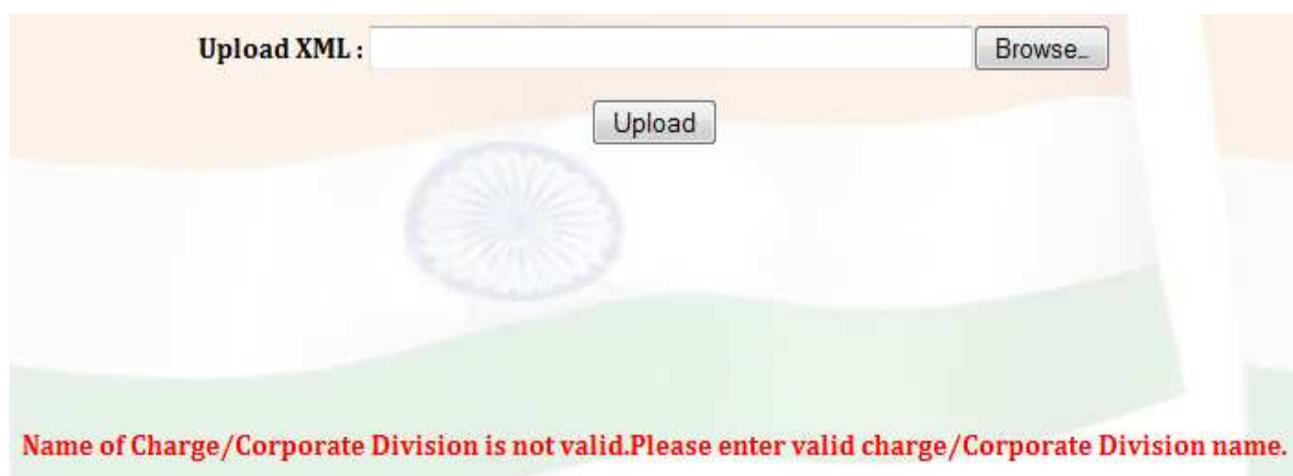 Upload XML : Browse..
Upload
Name of Charge/Corporate Division is not valid.Please enter valid charge/Corporate Division name.